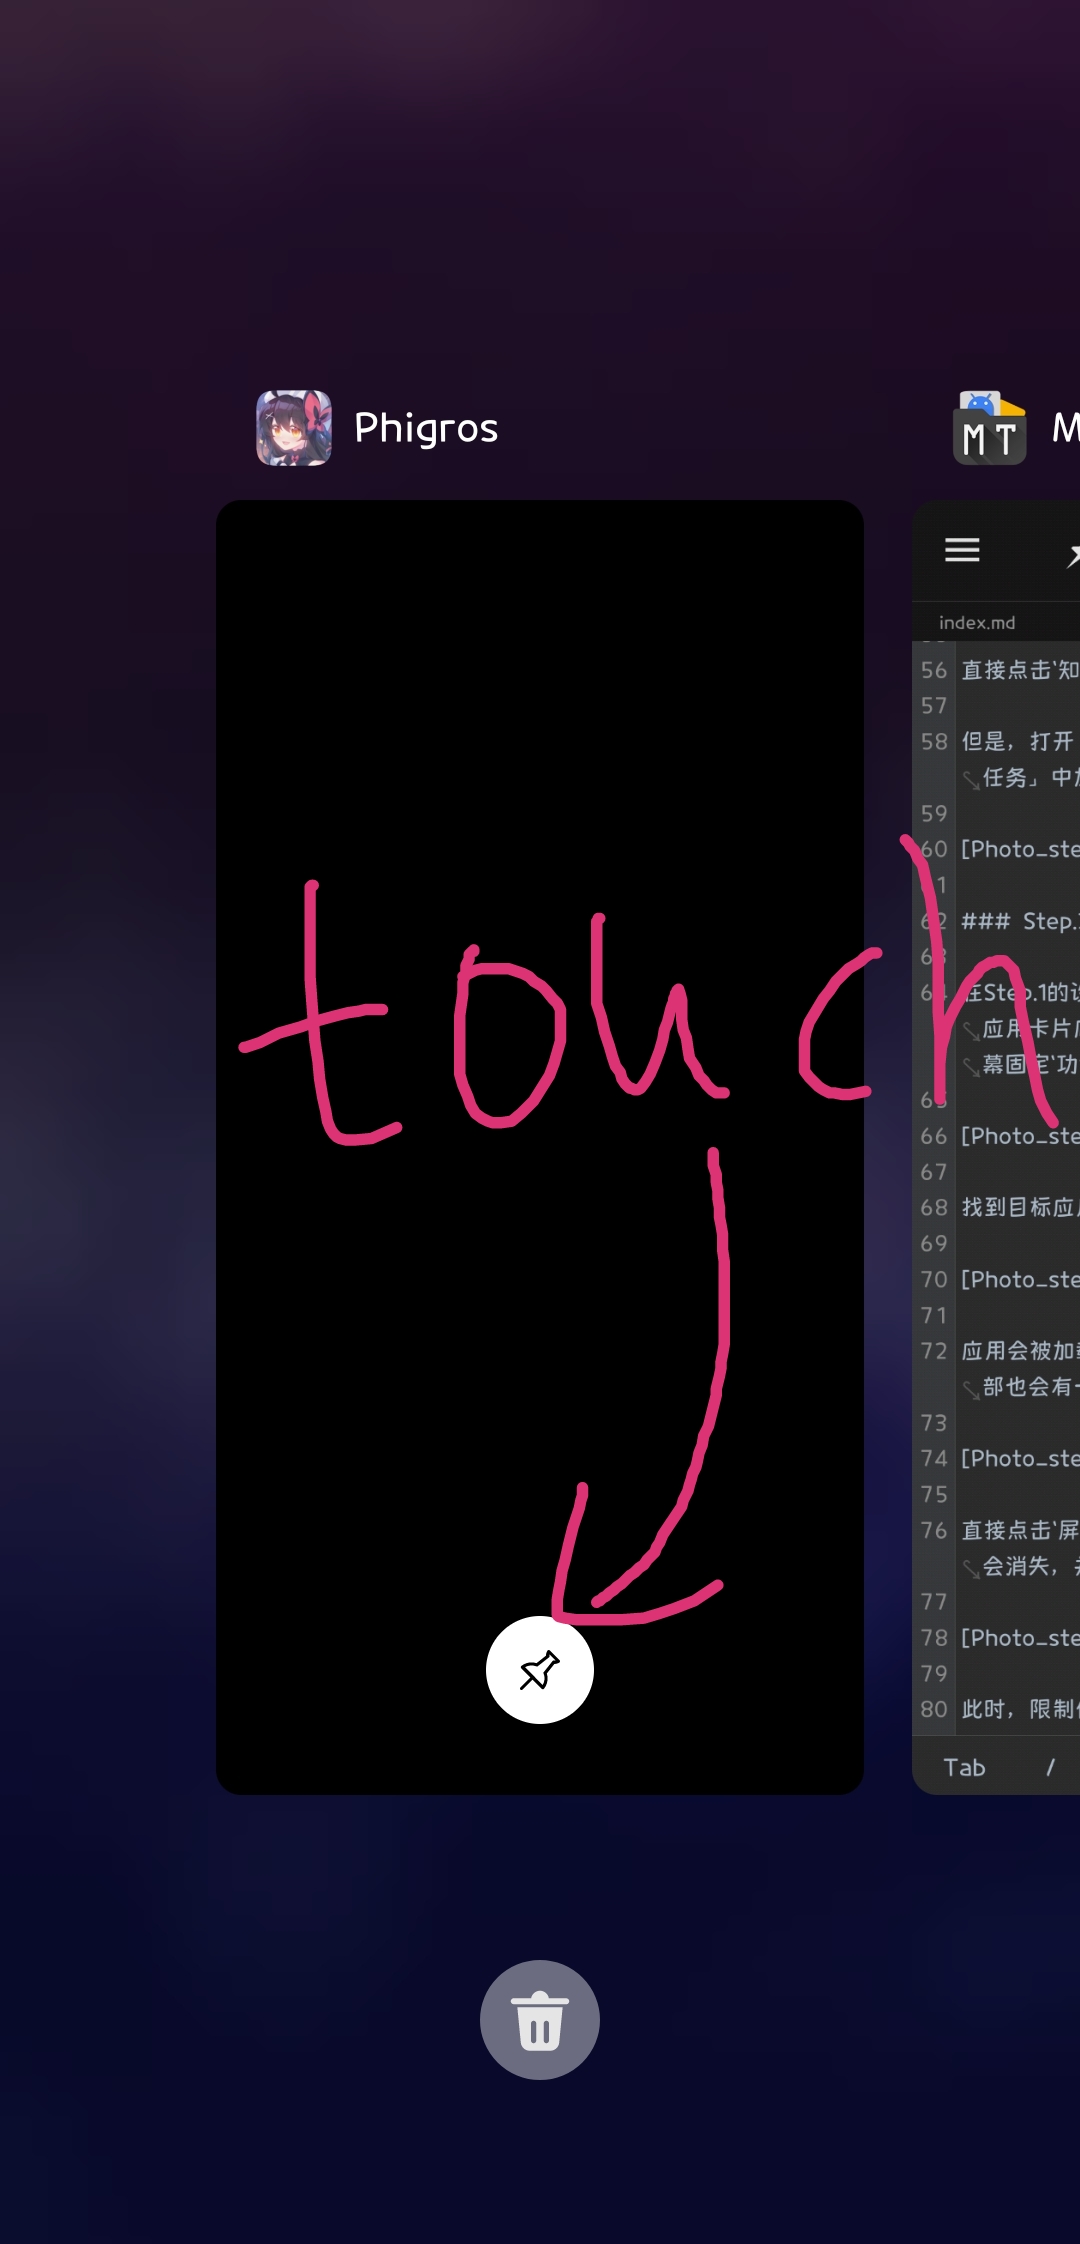 Phigros
MT
M
index.md
56 直接点击`知
57
58 但是，打开
任务」中
59
60 [Photo_ste
1
62 ### Step.
6
64 在Step.1的
应用卡片
幕固定`功
65
66 [Photo_ste
67
68 找到目标应
69
70 [Photo_ste
71
72 应用会被加
部也会有
73
74 [Photo_ste
75
76 直接点击`屏
会消失，
77
78 [Photo_ste
79
80 此时，限制
Tab /
touch